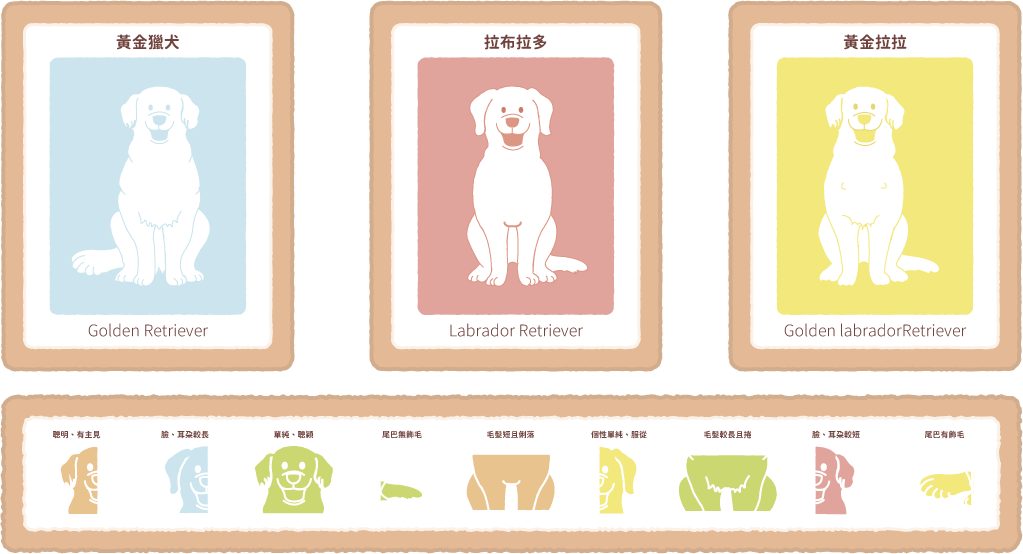 黃金獵犬
拉布拉多
黃金拉拉
Golden Retriever
Labrador Retriever
Golden labradorRetriever
聰明、有主見
臉、耳朶較長
單純、聰穎
尾巴無飾毛
毛髮短且俐落
個性單純、服從
毛髮較長且捲
臉、耳朶較短
尾巴有飾毛